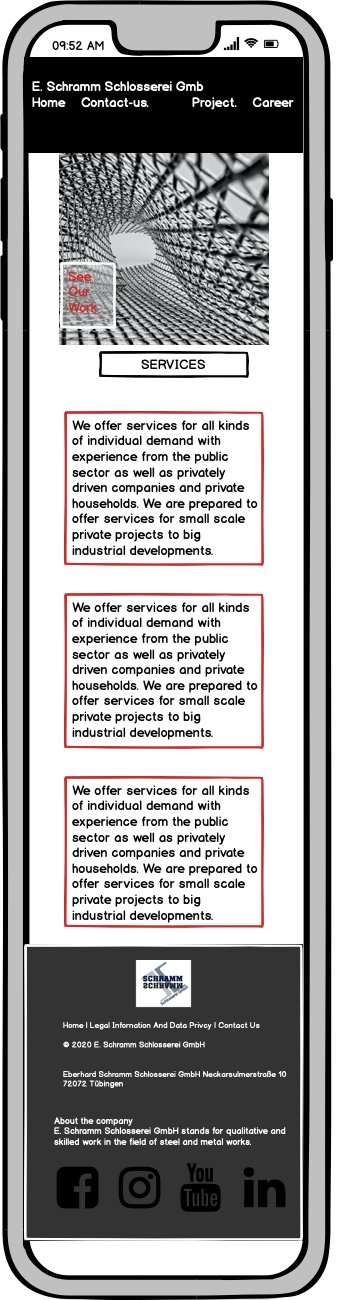 09:52 AM
E. Schramm Schlosserei Gmb
Home Contact-us. Project. Career
See
Our
Work
SERVICES
We offer services for all kinds
of individual demand with
experience from the public
sector as well as privately
driven companies and private
households. We are prepared to
offer services for small scale
private projects to big
industrial developments.
We offer services for all kinds
of individual demand with
experience from the public
sector as well as privately
driven companies and private
households. We are prepared to
offer services for small scale
private projects to big
industrial developments.
We offer services for all kinds
of individual demand with
experience from the public
sector as well as privately
driven companies and private
households. We are prepared to
offer services for small scale
private projects to big
industrial developments.
SCHRAMM
SCHRAMM
Home | Legal Infornation And Data Privcy | Contact Us
© 2020 E. Schramm Schlosserei GmbH
Eberhard Schramm Schlosserei GmbH Neckarsulmerstraße 10
72072 Tübingen
About the company
E. Schramm Schlosserei GmbH stands for qualitative and
skilled work in the field of steel and metal works.
You
Tube
in